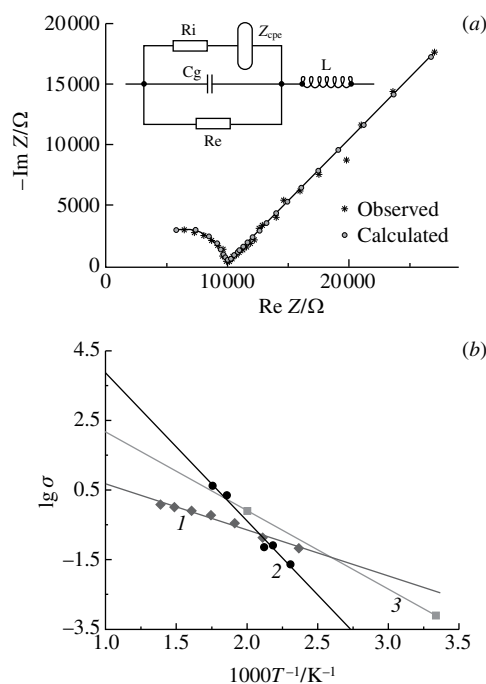 (a)
20000
Ri
Zcpe
15000
Cg
L
Re
10000
−Im Z/Ω
5000
Observed
Calculated
0
0
10000
20000
Re Z/Ω
(b)
4.5
2.5
lg σ
0.5
1
−1.5
2
3
−3.5
1.0
1.5
2.0
2.5
3.0
3.5
1000T−1/K−1